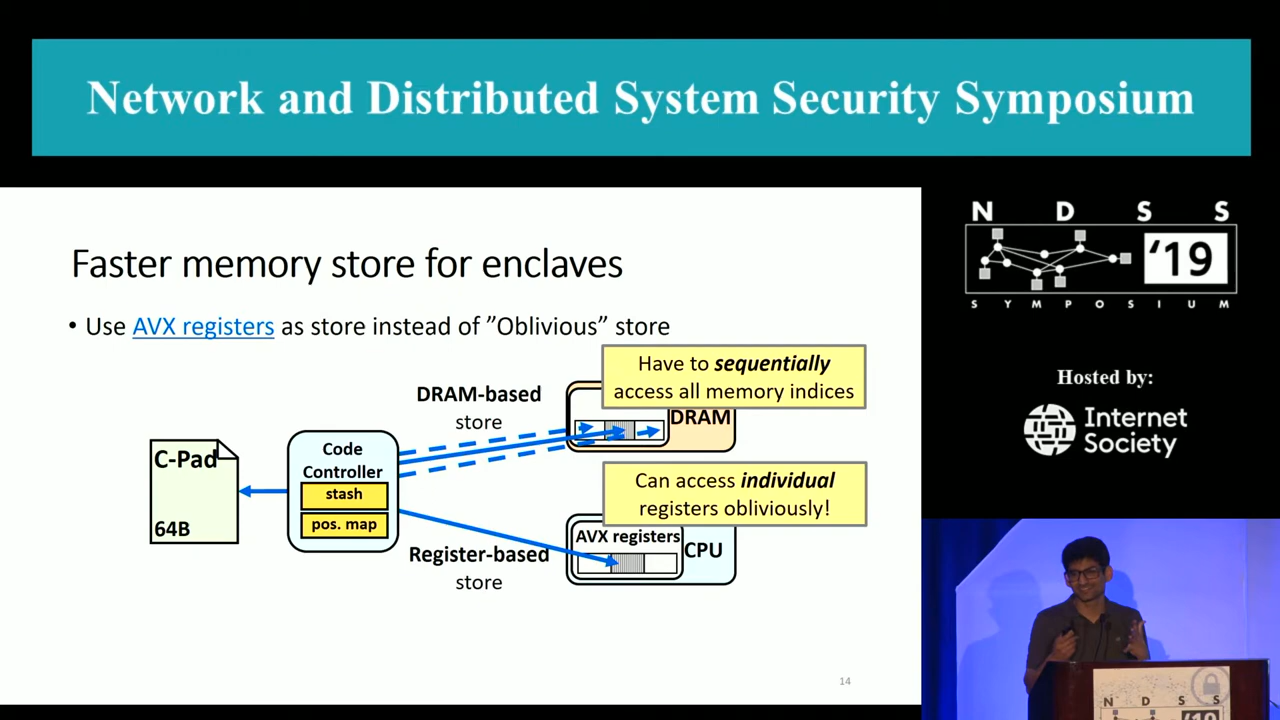 Network and Distributed System Security Symposium
N D S S
'19
S Y M P O S I U M
Hosted by:
Internet
Society
Faster memory store for enclaves
• Use AVX registers as store instead of ”Oblivious” store
Have to sequentially
access all memory indices
DRAM-based
store
DRAM
C-Pad
64B
Code
Controller
stash
pos. map
Can access individual
registers obliviously!
AVX registers
CPU
Register-based
store
14
N D S S
'19